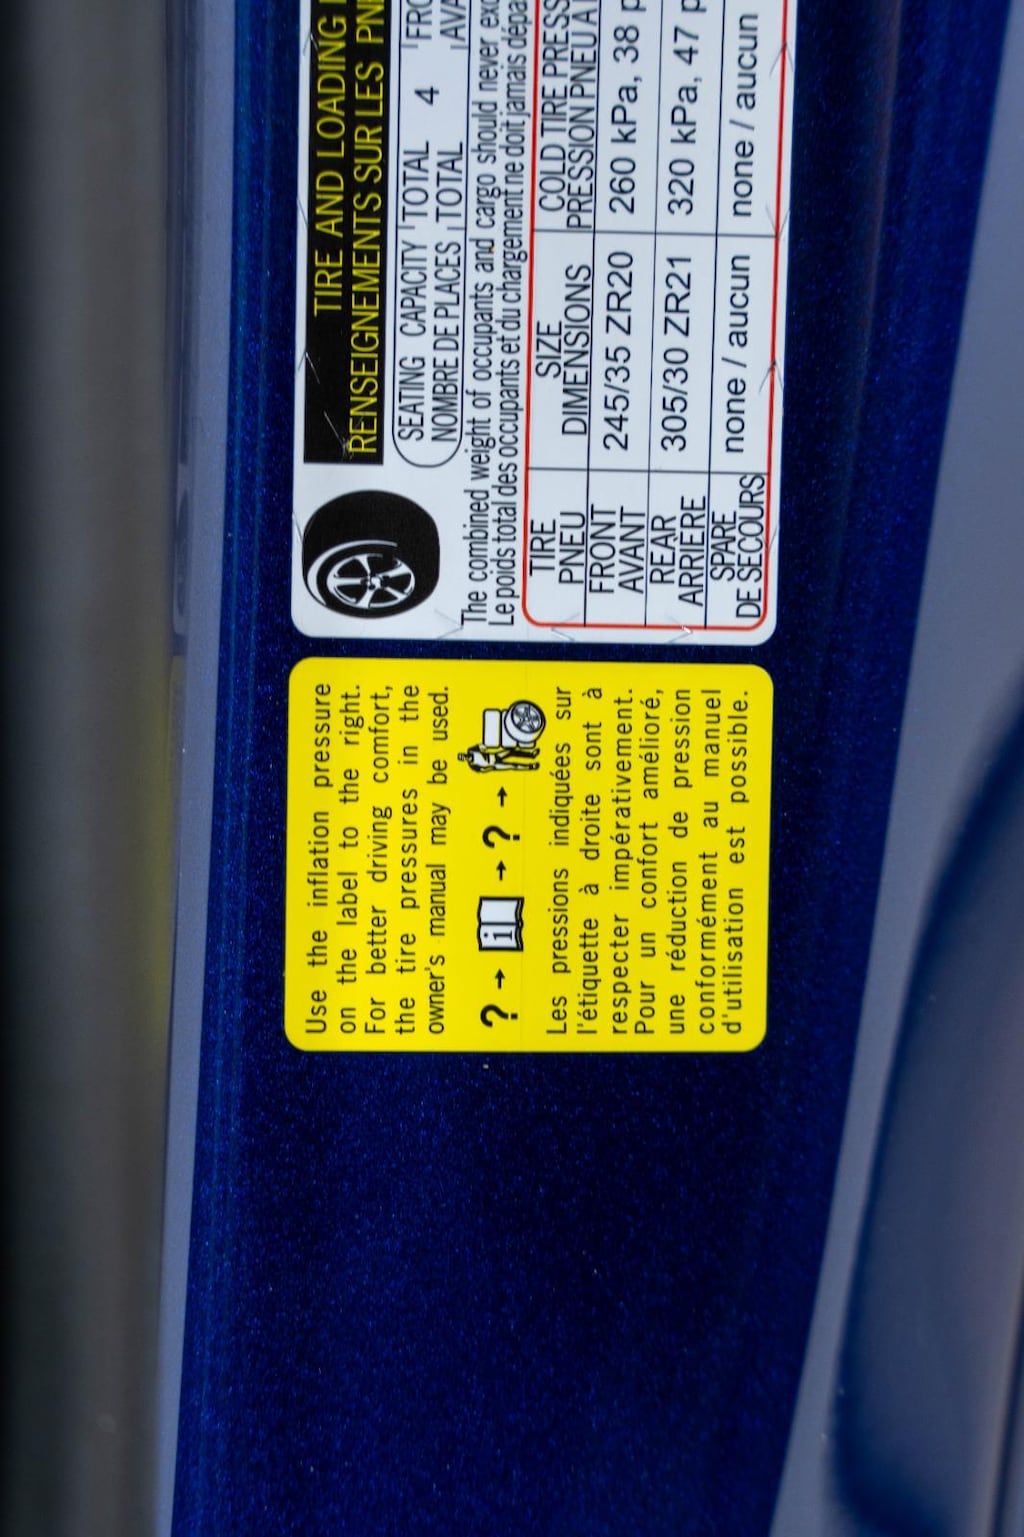 TIRE AND LOADING
RENSEIGNEMENTS SUR LES
SEATING CAPACITY TOTAL 4
NOMBRE DE PLACES TOTAL
The combined weight of occupants and cargo should never
Le poids total des occupants et du chargement ne doit jamais
TIRE SIZE COLD TIRE
PNEU DIMENSIONS PRESSION PNEU
FRONT 245/35 ZR20 260 kPa, 38
AVANT
REAR 305/30 ZR21 320 kPa, 47
ARRIERE
SPARE none / aucun none / aucun
DE SECOURS
Use the inflation pressure
on the label to the right.
For better driving comfort,
the tire pressures in the
owner's manual may be used.
? → i → ? →
Les pressions indiquées sur
l'étiquette à droite sont à
respecter impérativement.
Pour un confort amélioré,
une réduction de pression
conformément au manuel
d'utilisation est possible.